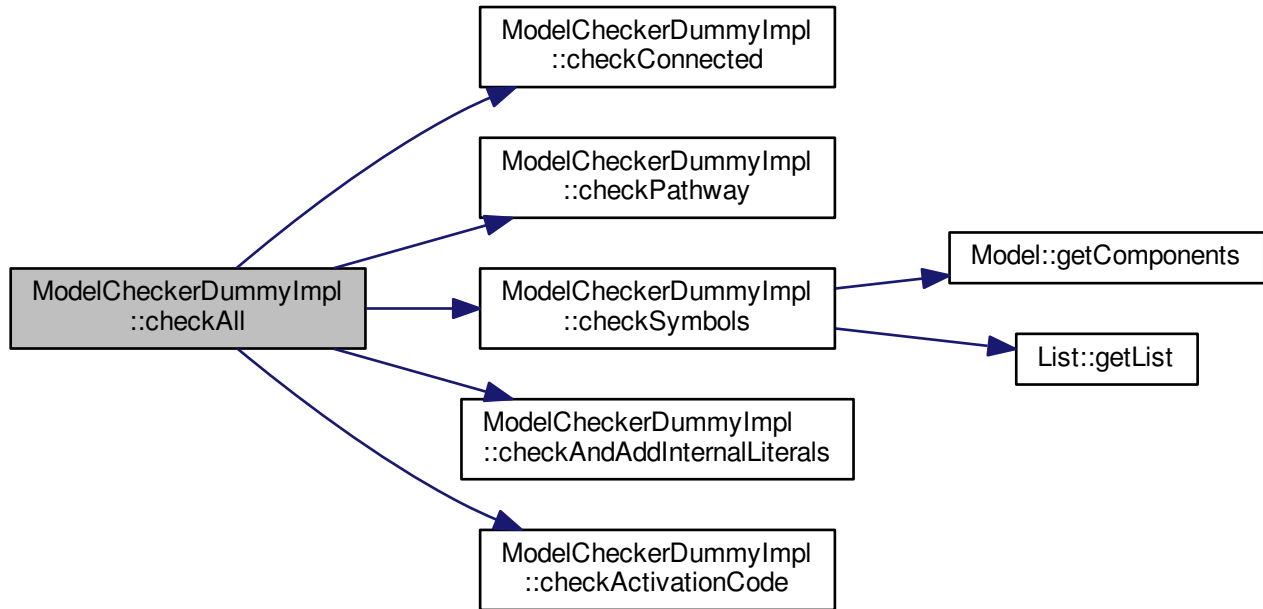 ModelCheckerDummyImpl
::checkConnected
ModelCheckerDummyImpl
::checkPathway
Model::getComponents
ModelCheckerDummyImpl
::checkAll
ModelCheckerDummyImpl
::checkSymbols
List::getList
ModelCheckerDummyImpl
::checkAndAddInternalLiterals
ModelCheckerDummyImpl
::checkActivationCode